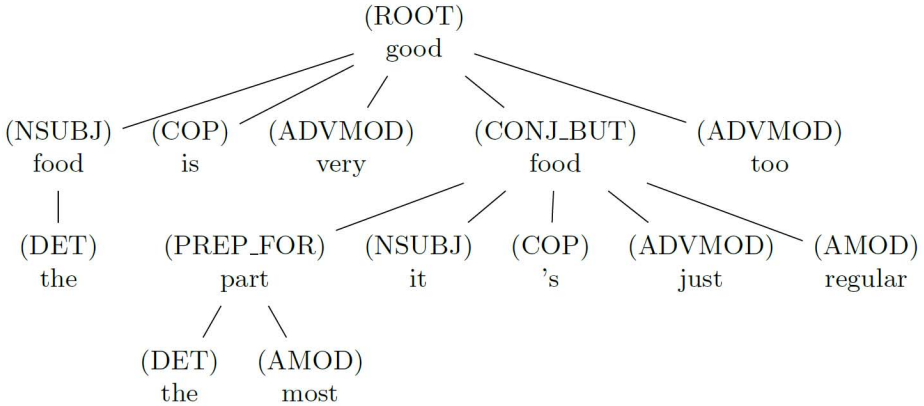 (ROOT)
good
(NSUBJ) (COP) (ADVMOD) (CONJ_BUT) (ADVMOD)
food is very food too
(DET) (PREP_FOR) (NSUBJ) (COP) (ADVMOD) (AMOD)
the part it 's just regular
(DET) (AMOD)
the most